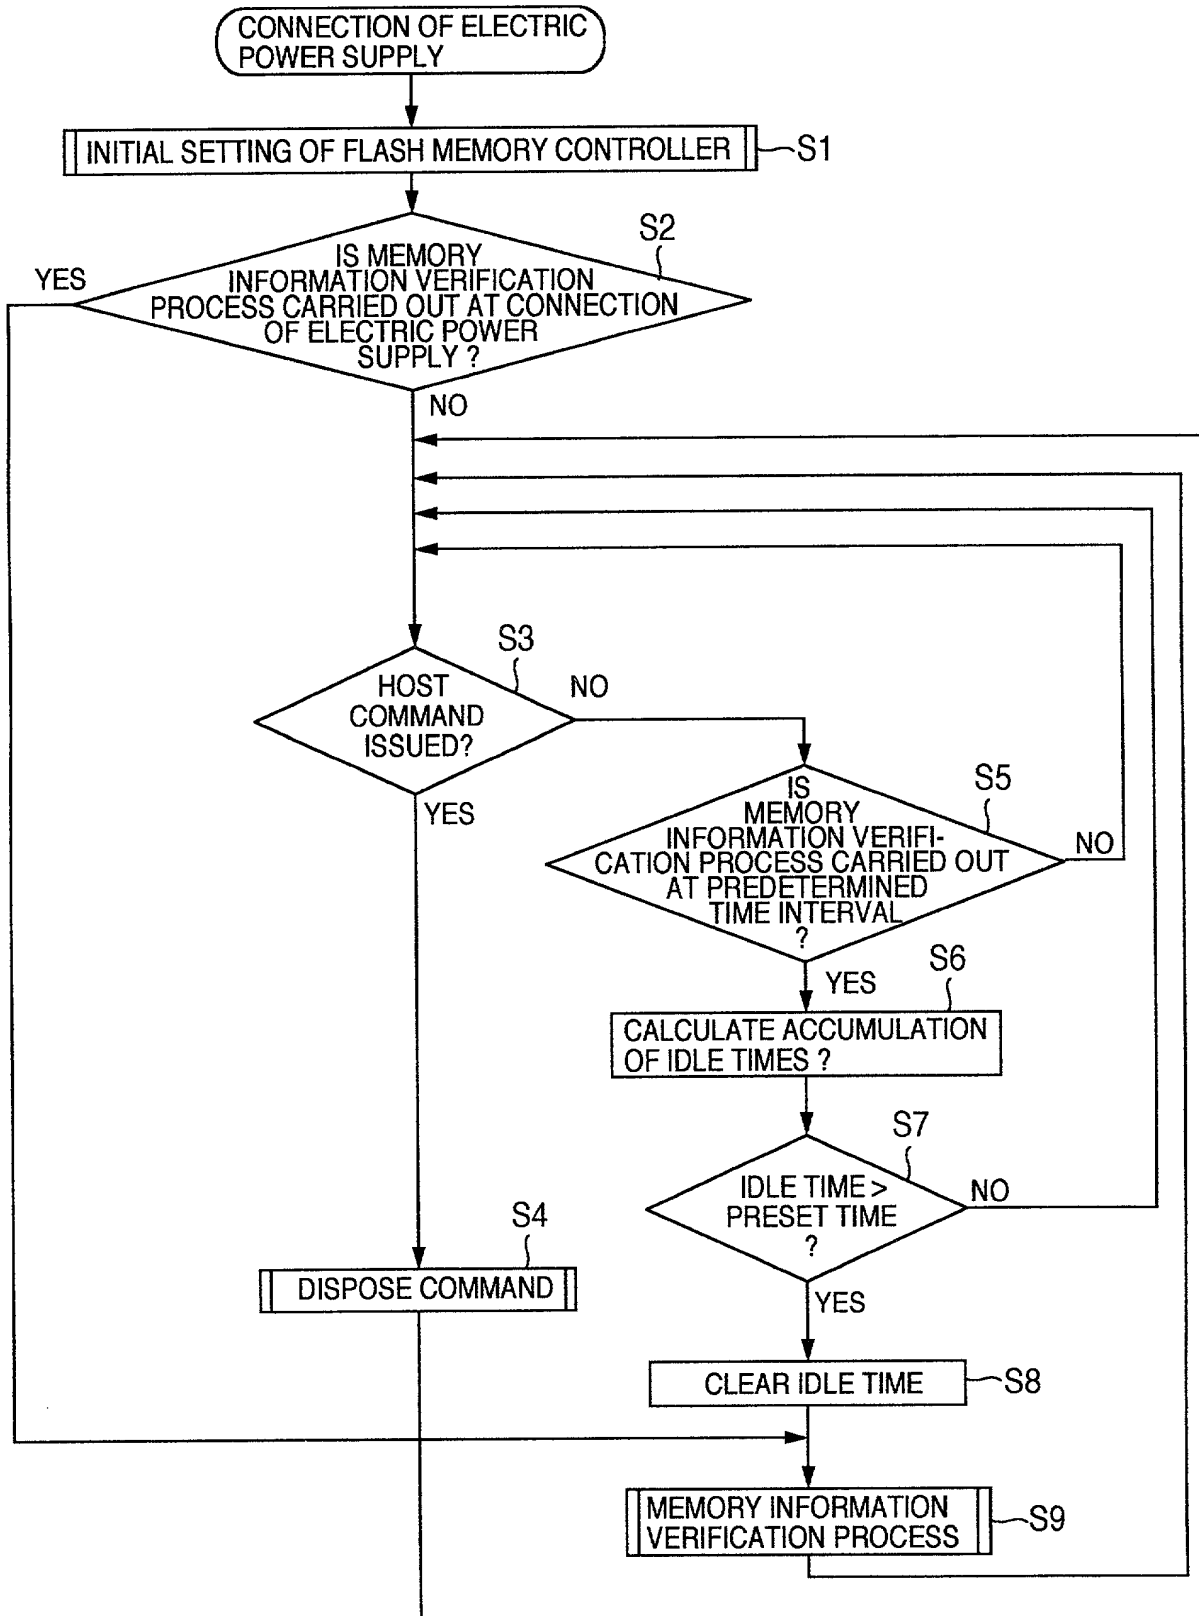 CONNECTION OF ELECTRIC
POWER SUPPLY
INITIAL SETTING OF FLASH MEMORY CONTROLLER
S1
S2
IS MEMORY
INFORMATION VERIFICATION
PROCESS CARRIED OUT AT CONNECTION
OF ELECTRIC POWER
SUPPLY ?
YES
NO
S3
HOST
COMMAND
ISSUED?
NO
YES
S5
IS
MEMORY
INFORMATION VERIFI-
CATION PROCESS CARRIED OUT
AT PREDETERMINED
TIME INTERVAL
?
NO
YES
S6
CALCULATE ACCUMULATION
OF IDLE TIMES ?
S7
IDLE TIME >
PRESET TIME
?
NO
YES
S4
DISPOSE COMMAND
CLEAR IDLE TIME
S8
MEMORY INFORMATION
VERIFICATION PROCESS
S9